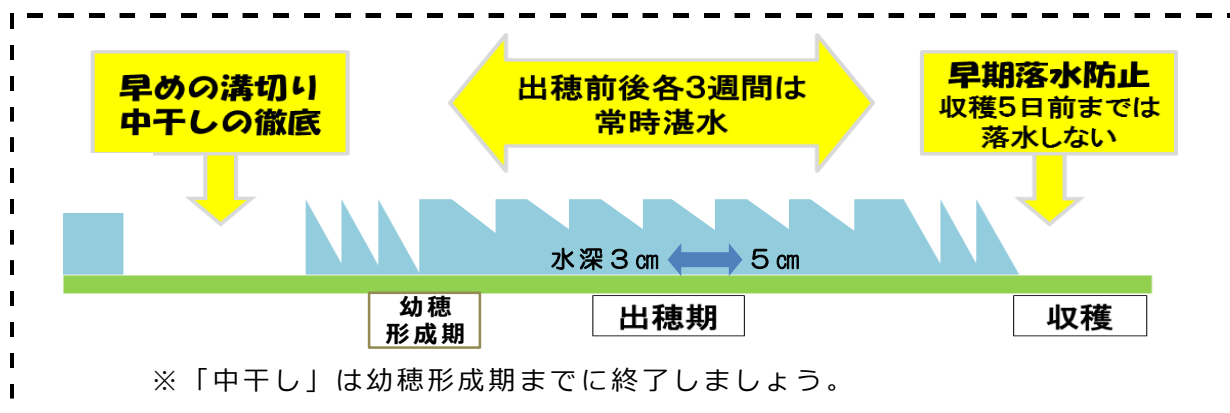 早めの溝切り
中干しの徹底
出穂前後各3週間は
常時湛水
早期落水防止
収穫5日前までは
落水しない
水深３㎝
５㎝
幼穂
形成期
出穂期
収穫
※「中干し」は幼穂形成期までに終了しましょう。